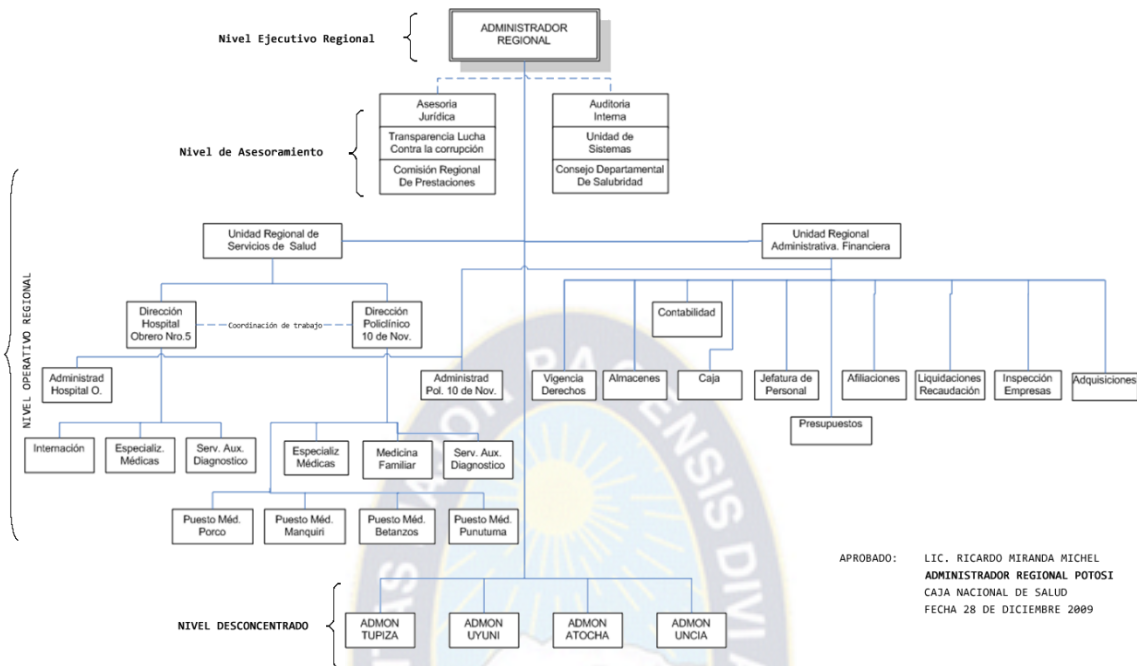 Nivel Ejecutivo Regional
ADMINISTRADOR
REGIONAL
Nivel de Asesoramiento
Asesoria
Jurídica
Transparencia Lucha
Contra la corrupción
Comisión Regional
De Prestaciones
Auditoria
Interna
Unidad de
Sistemas
Consejo Departamental
De Salubridad
NIVEL OPERATIVO REGIONAL
Unidad Regional de
Servicios de Salud
Unidad Regional
Administrativa. Financiera
Dirección
Hospital
Obrero Nro.5
Coordinación de trabajo
Dirección
Policlínico
10 de Nov.
Contabilidad
Administrad
Hospital O.
Administrad
Pol. 10 de Nov.
Vigencia
Derechos
Almacenes
Caja
Jefatura de
Personal
Afiliaciones
Liquidaciones
Recaudación
Inspección
Empresas
Adquisiciones
Presupuestos
Internación
Especializ.
Médicas
Serv. Aux.
Diagnostico
Especializ
Médicas
Medicina
Familiar
Serv. Aux.
Diagnostico
Puesto Méd.
Porco
Puesto Méd.
Manquiri
Puesto Méd.
Betanzos
Puesto Méd.
Punutuma
APROBADO: LIC. RICARDO MIRANDA MICHEL
ADMINISTRADOR REGIONAL POTOSI
CAJA NACIONAL DE SALUD
FECHA 28 DE DICIEMBRE 2009
NIVEL DESCONCENTRADO
ADMON
TUPIZA
ADMON
UYUNI
ADMON
ATOCHA
ADMON
UNCIA